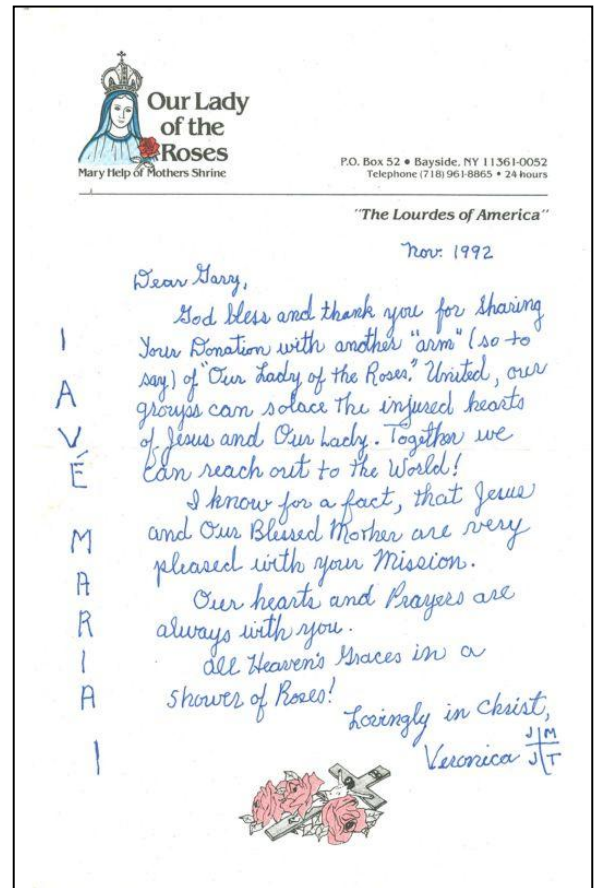 Our Lady
of the
Roses
Mary Help of Mothers Shrine
P.O. Box 52 • Bayside, NY 11361-0052
Telephone (718) 961-8865 • 24 hours
"The Lourdes of America"
Nov. 1992
Dear Gary,
God bless and thank you for sharing
Your Donation with another "arm" (so to
say) of "Our Lady of the Roses." United, our
groups can solace the injured hearts
of Jesus and Our Lady. Together we
can reach out to the World!
I know for a fact, that Jesus
and Our Blessed Mother are very
pleased with your Mission.
Our hearts and Prayers are
always with you.
All Heaven's Graces in a
shower of Roses!
Lovingly in Christ,
Veronica
J M
J T
I AVÉ MARIA I